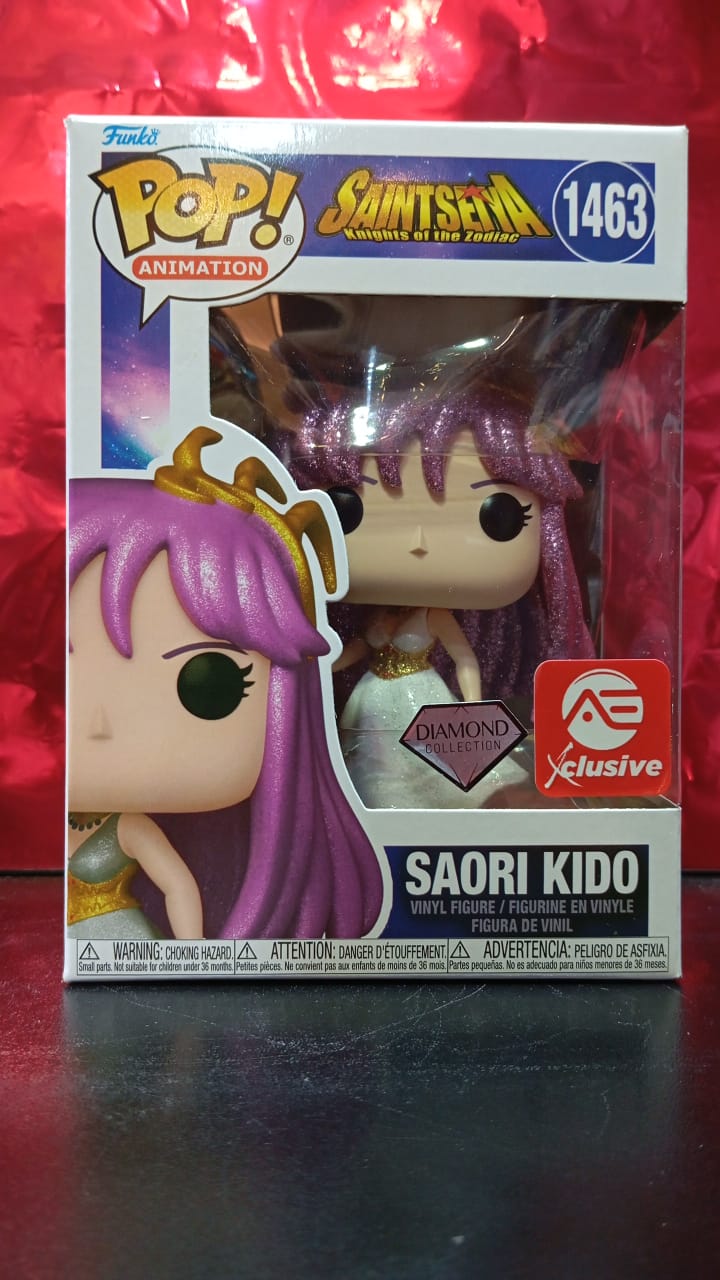 Funko
POP!®
ANIMATION
SAINT SEIYA
Knights of the Zodiac
1463
DIAMOND
COLLECTION
AE
Xclusive
SAORI KIDO
VINYL FIGURE / FIGURINE EN VINYLE
FIGURA DE VINIL
WARNING: CHOKING HAZARD.
Small parts. Not suitable for children under 36 months.
ATTENTION: DANGER D'ÉTOUFFEMENT.
Petites pièces. Ne convient pas aux enfants de moins de 36 mois.
ADVERTENCIA: PELIGRO DE ASFIXIA.
Partes pequeñas. No es adecuado para niños menores de 36 meses.